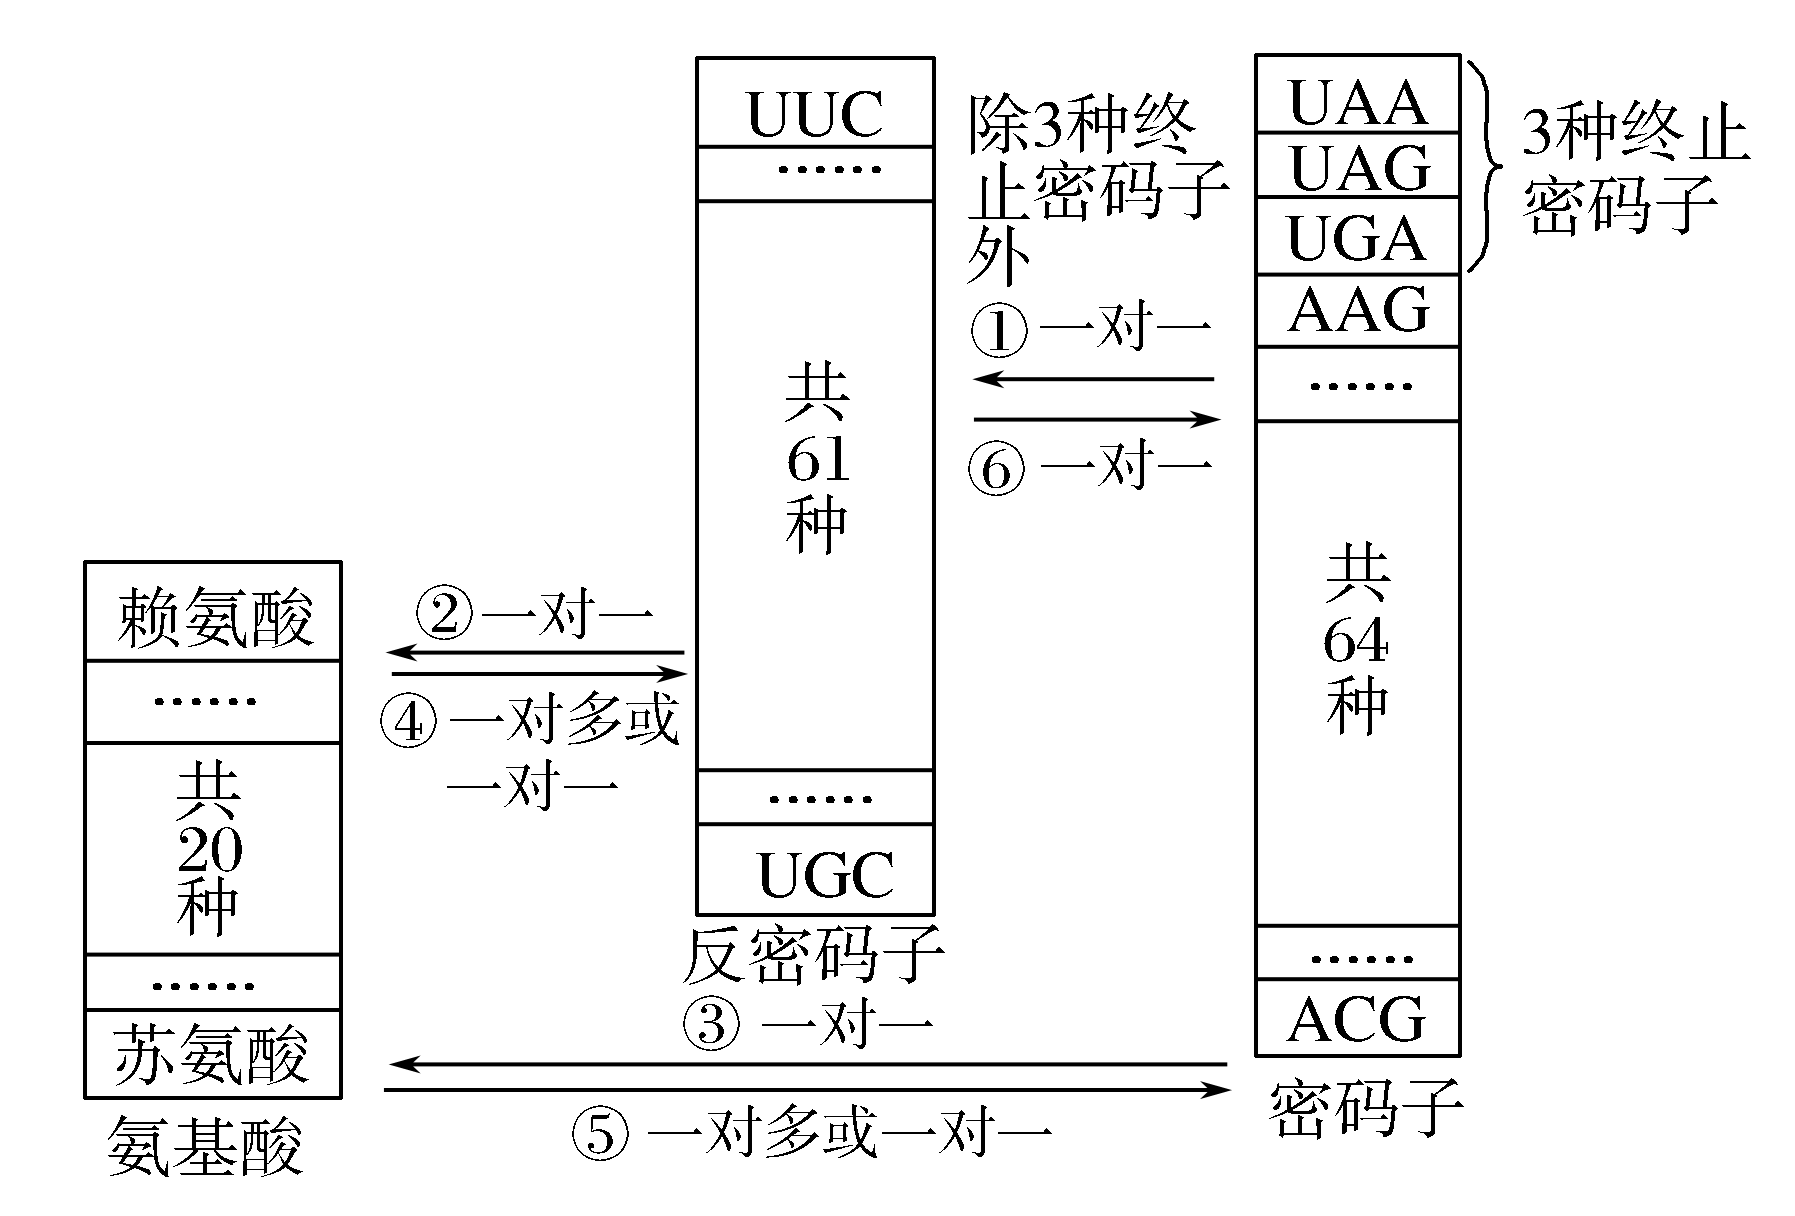 UUC
……
共
61
种
……
UGC
反密码子
除3种终
止密码子
外
①一对一
⑥一对一
UAA
UAG
UGA
AAG
……
共
64
种
……
ACG
密码子
3种终止
密码子
赖氨酸
……
共
20
种
……
苏氨酸
氨基酸
②一对一
④一对多或
一对一
③一对一
⑤一对多或一对一